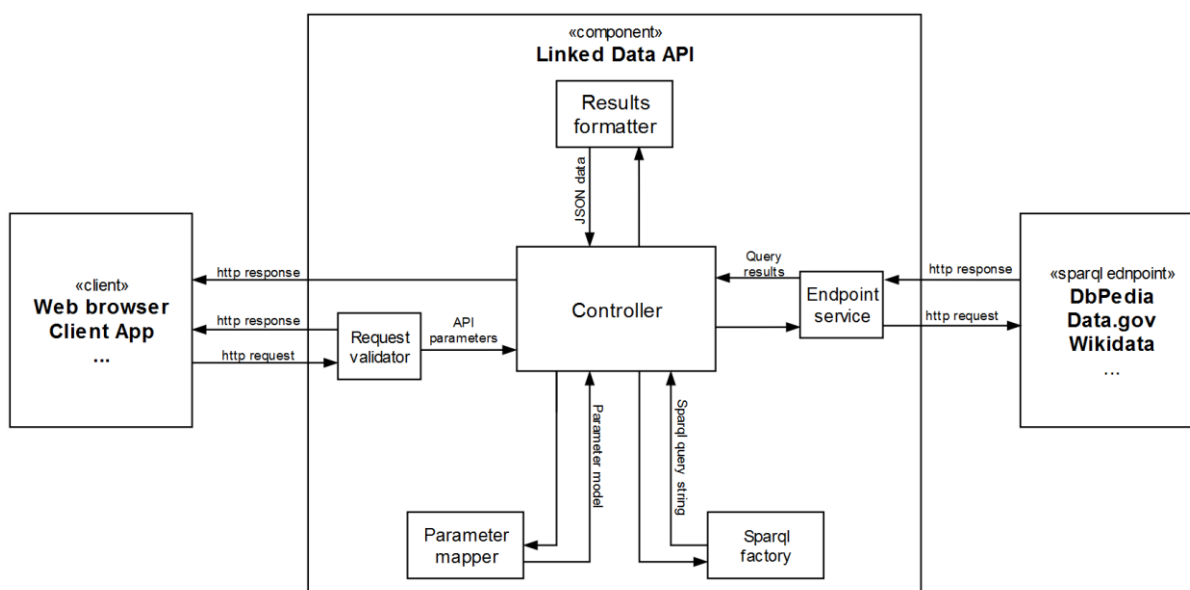 «component»
Linked Data API
Results
formatter
JSON data
«client»
Web browser
Client App
...
http response
http response
http request
Request
validator
API
parameters
Controller
Query
results
Endpoint
service
http response
http request
«sparql ednpoint»
DbPedia
Data.gov
Wikidata
...
Parameter model
Sparql query string
Parameter
mapper
Sparql
factory